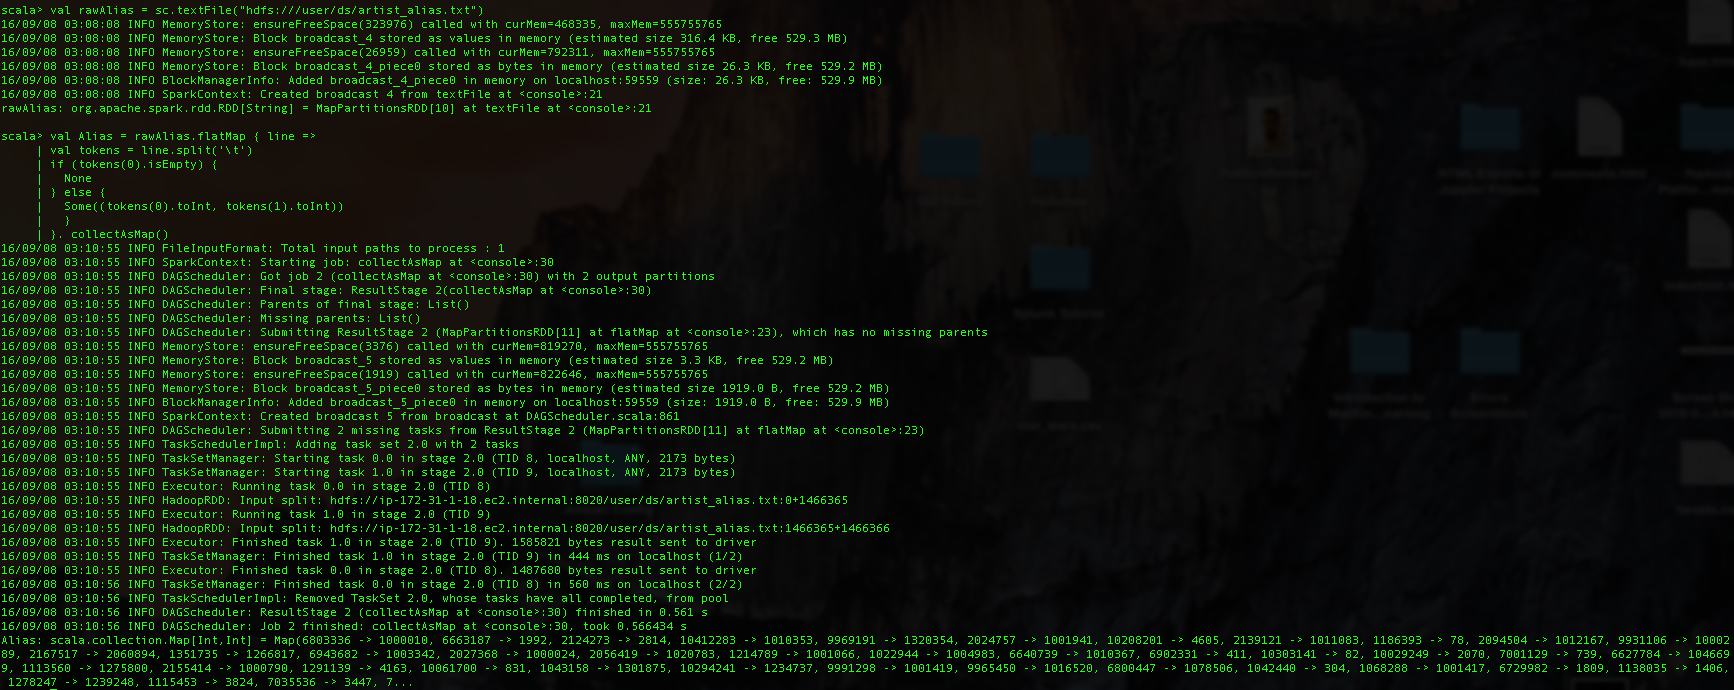 scala> val rawAlias = sc.textFile("hdfs:///user/ds/artist_alias.txt")
16/09/08 03:08:08 INFO MemoryStore: ensureFreeSpace(323976) called with curMem=468335, maxMem=555755765
16/09/08 03:08:08 INFO MemoryStore: Block broadcast_4 stored as values in memory (estimated size 316.4 KB, free 529.3 MB)
16/09/08 03:08:08 INFO MemoryStore: ensureFreeSpace(26959) called with curMem=792311, maxMem=555755765
16/09/08 03:08:08 INFO MemoryStore: Block broadcast_4_piece0 stored as bytes in memory (estimated size 26.3 KB, free 529.2 MB)
16/09/08 03:08:08 INFO BlockManagerInfo: Added broadcast_4_piece0 in memory on localhost:59559 (size: 26.3 KB, free: 529.9 MB)
16/09/08 03:08:08 INFO SparkContext: Created broadcast 4 from textFile at <console>:21
rawAlias: org.apache.spark.rdd.RDD[String] = MapPartitionsRDD[10] at textFile at <console>:21
scala> val Alias = rawAlias.flatMap { line =>
| val tokens = line.split('\t')
| if (tokens(0).isEmpty) {
| None
| } else {
| Some((tokens(0).toInt, tokens(1).toInt))
| }
| }. collectAsMap()
16/09/08 03:10:55 INFO FileInputFormat: Total input paths to process : 1
16/09/08 03:10:55 INFO SparkContext: Starting job: collectAsMap at <console>:30
16/09/08 03:10:55 INFO DAGScheduler: Got job 2 (collectAsMap at <console>:30) with 2 output partitions
16/09/08 03:10:55 INFO DAGScheduler: Final stage: ResultStage 2(collectAsMap at <console>:30)
16/09/08 03:10:55 INFO DAGScheduler: Parents of final stage: List()
16/09/08 03:10:55 INFO DAGScheduler: Missing parents: List()
16/09/08 03:10:55 INFO DAGScheduler: Submitting ResultStage 2 (MapPartitionsRDD[11] at flatMap at <console>:23), which has no missing parents
16/09/08 03:10:55 INFO MemoryStore: ensureFreeSpace(3376) called with curMem=819270, maxMem=555755765
16/09/08 03:10:55 INFO MemoryStore: Block broadcast_5 stored as values in memory (estimated size 3.3 KB, free 529.2 MB)
16/09/08 03:10:55 INFO MemoryStore: ensureFreeSpace(1919) called with curMem=822646, maxMem=555755765
16/09/08 03:10:55 INFO MemoryStore: Block broadcast_5_piece0 stored as bytes in memory (estimated size 1919.0 B, free 529.2 MB)
16/09/08 03:10:55 INFO BlockManagerInfo: Added broadcast_5_piece0 in memory on localhost:59559 (size: 1919.0 B, free: 529.9 MB)
16/09/08 03:10:55 INFO SparkContext: Created broadcast 5 from broadcast at DAGScheduler.scala:861
16/09/08 03:10:55 INFO DAGScheduler: Submitting 2 missing tasks from ResultStage 2 (MapPartitionsRDD[11] at flatMap at <console>:23)
16/09/08 03:10:55 INFO TaskSchedulerImpl: Adding task set 2.0 with 2 tasks
16/09/08 03:10:55 INFO TaskSetManager: Starting task 0.0 in stage 2.0 (TID 8, localhost, ANY, 2173 bytes)
16/09/08 03:10:55 INFO TaskSetManager: Starting task 1.0 in stage 2.0 (TID 9, localhost, ANY, 2173 bytes)
16/09/08 03:10:55 INFO Executor: Running task 0.0 in stage 2.0 (TID 8)
16/09/08 03:10:55 INFO HadoopRDD: Input split: hdfs://ip-172-31-1-18.ec2.internal:8020/user/ds/artist_alias.txt:0+1466365
16/09/08 03:10:55 INFO Executor: Running task 1.0 in stage 2.0 (TID 9)
16/09/08 03:10:55 INFO HadoopRDD: Input split: hdfs://ip-172-31-1-18.ec2.internal:8020/user/ds/artist_alias.txt:1466365+1466366
16/09/08 03:10:55 INFO Executor: Finished task 1.0 in stage 2.0 (TID 9). 1585821 bytes result sent to driver
16/09/08 03:10:55 INFO TaskSetManager: Finished task 1.0 in stage 2.0 (TID 9) in 444 ms on localhost (1/2)
16/09/08 03:10:55 INFO Executor: Finished task 0.0 in stage 2.0 (TID 8). 1487680 bytes result sent to driver
16/09/08 03:10:56 INFO TaskSetManager: Finished task 0.0 in stage 2.0 (TID 8) in 560 ms on localhost (2/2)
16/09/08 03:10:56 INFO TaskSchedulerImpl: Removed TaskSet 2.0, whose tasks have all completed, from pool
16/09/08 03:10:56 INFO DAGScheduler: ResultStage 2 (collectAsMap at <console>:30) finished in 0.561 s
16/09/08 03:10:56 INFO DAGScheduler: Job 2 finished: collectAsMap at <console>:30, took 0.566434 s
Alias: scala.collection.Map[Int,Int] = Map(6803336 -> 1000010, 6663187 -> 1992, 2124273 -> 2814, 10412283 -> 1010353, 9969191 -> 1320354, 2024757 -> 1001941, 10208201 -> 4605, 2139121 -> 1011083, 1186393 -> 78, 2094504 -> 1012167, 9931106 -> 10002
89, 2167517 -> 2060894, 1351735 -> 1266817, 6943682 -> 1003342, 2027368 -> 1000024, 2056419 -> 1020783, 1214789 -> 1001066, 1022944 -> 1004983, 6640739 -> 1010367, 6902331 -> 411, 10303141 -> 82, 10029249 -> 2070, 7001129 -> 739, 6627784 -> 104669
9, 1113560 -> 1275800, 2155414 -> 1000790, 1291139 -> 4163, 10061700 -> 831, 1043158 -> 1301875, 10294241 -> 1234737, 9991298 -> 1001419, 9965450 -> 1016520, 6800447 -> 1078506, 1042440 -> 304, 1068288 -> 1001417, 6729982 -> 1809, 1138035 -> 1406,
1278247 -> 1239248, 1115453 -> 3824, 7035536 -> 3447, 7...